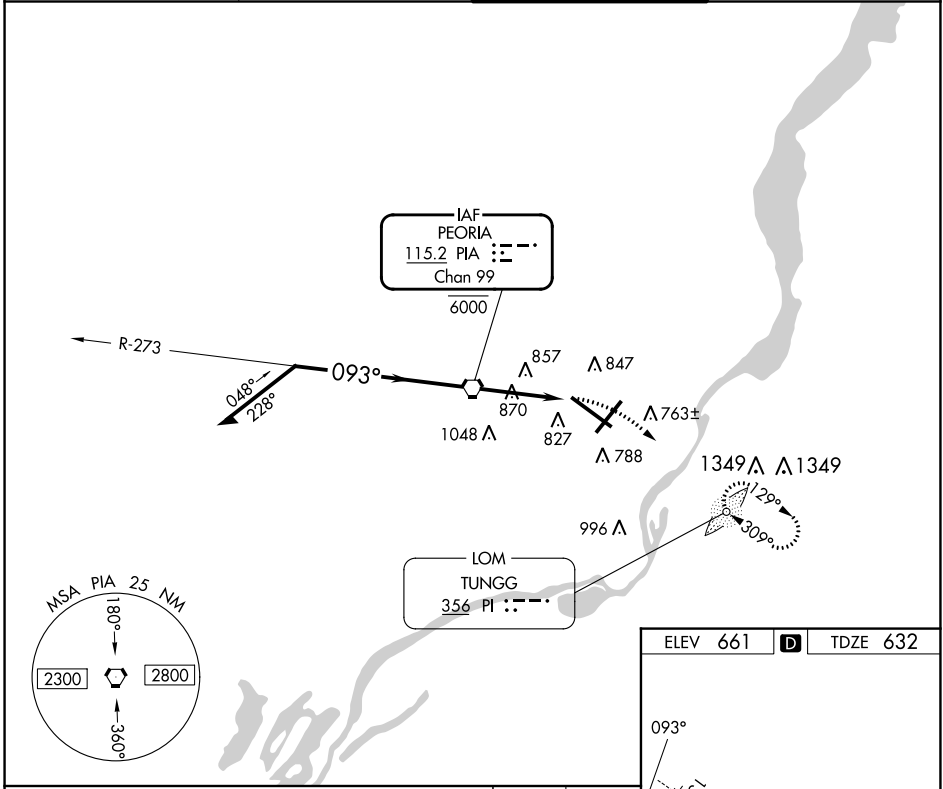 IAF
PEORIA
115.2 PIA
Chan 99
6000
R-273
093°
048°
228°
857
847
870
763±
1048
827
788
1349 1349
129°
309°
996
LOM
TUNGG
356 PI
MSA PIA 25 NM
180°
2300
2800
360°
ELEV 661 D TDZE 632
093°